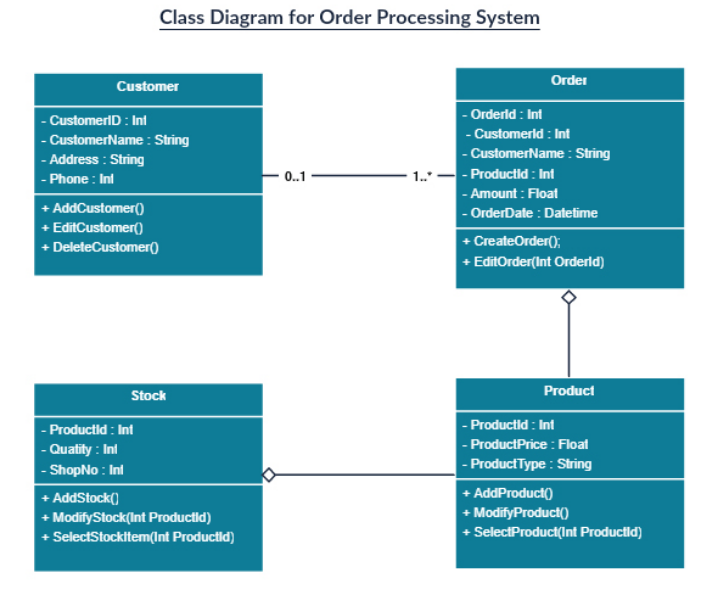 Class Diagram for Order Processing System
Customer
- CustomerID : Int
- CustomerName : String
- Address : String
- Phone : Int
+ AddCustomer()
+ EditCustomer()
+ DeleteCustomer()
0..1
1..*
Order
- OrderId : Int
- CustomerId : Int
- CustomerName : String
- ProductId : Int
- Amount : Float
- OrderDate : Datetime
+ CreateOrder();
+ EditOrder(Int OrderId)
Stock
- ProductId : Int
- Quatity : Int
- ShopNo : Int
+ AddStock()
+ ModifyStock(Int ProductId)
+ SelectStockItem(Int ProductId)
Product
- ProductId : Int
- ProductPrice : Float
- ProductType : String
+ AddProduct()
+ ModifyProduct()
+ SelectProduct(Int ProductId)